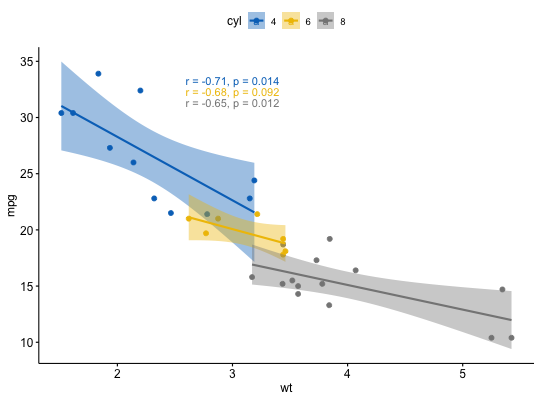 cyl 4 6 8
35
30
25
20
15
10
mpg
r = -0.71, p = 0.014
r = -0.68, p = 0.092
r = -0.65, p = 0.012
2 3 4 5
wt